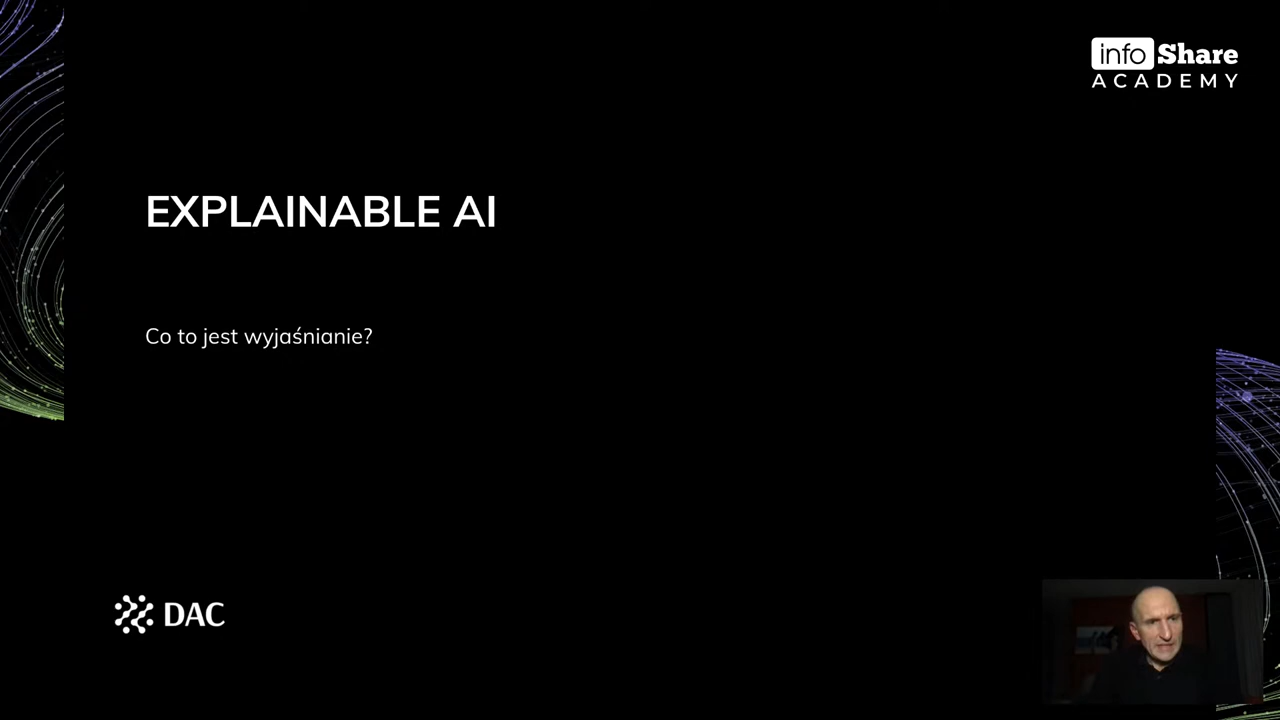 info Share
ACADEMY
EXPLAINABLE AI
Co to jest wyjaśnianie?
DAC